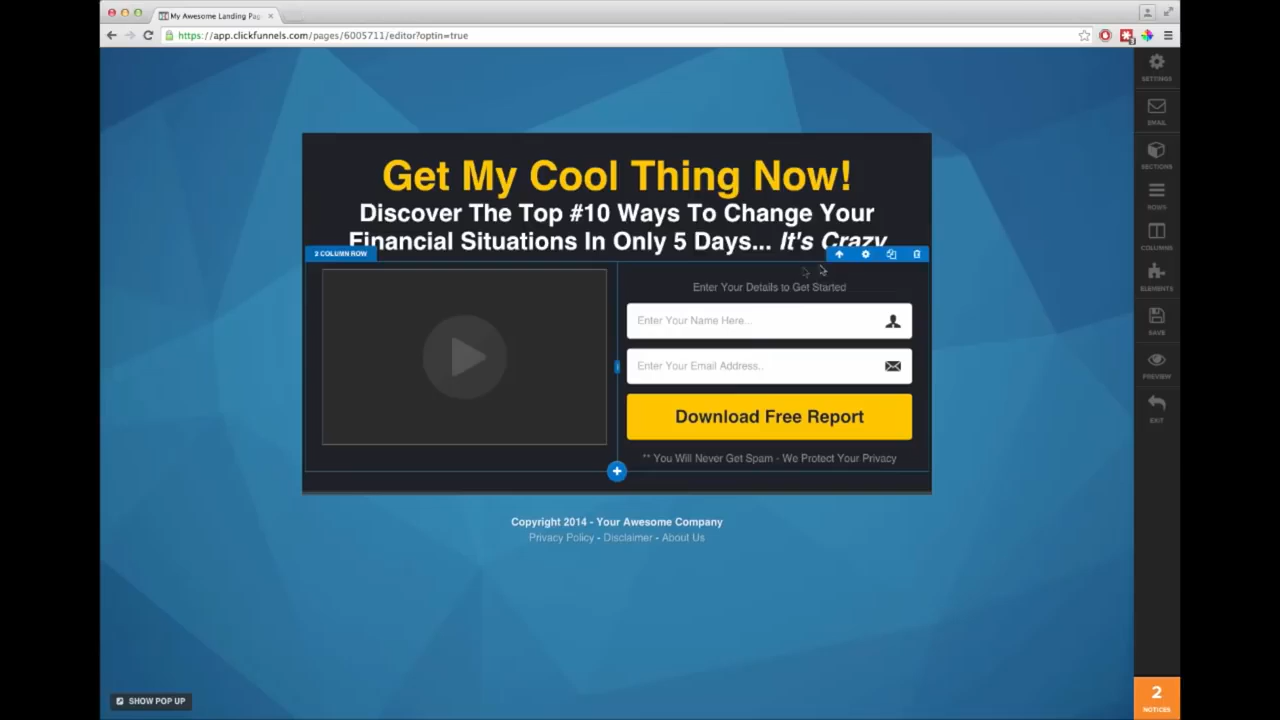 My Awesome Landing Pag
https://app.clickfunnels.com/pages/6005711/editor?optin=true
SETTINGS
EMAIL
SECTIONS
ROWS
COLUMNS
ELEMENTS
SAVE
PREVIEW
EXIT
Get My Cool Thing Now!
Discover The Top #10 Ways To Change Your
Financial Situations In Only 5 Days... It's Crazy
2 COLUMN ROW
Enter Your Details to Get Started
Enter Your Name Here...
Enter Your Email Address..
Download Free Report
** You Will Never Get Spam - We Protect Your Privacy
Copyright 2014 - Your Awesome Company
Privacy Policy - Disclaimer - About Us
SHOW POP UP
2
NOTICES